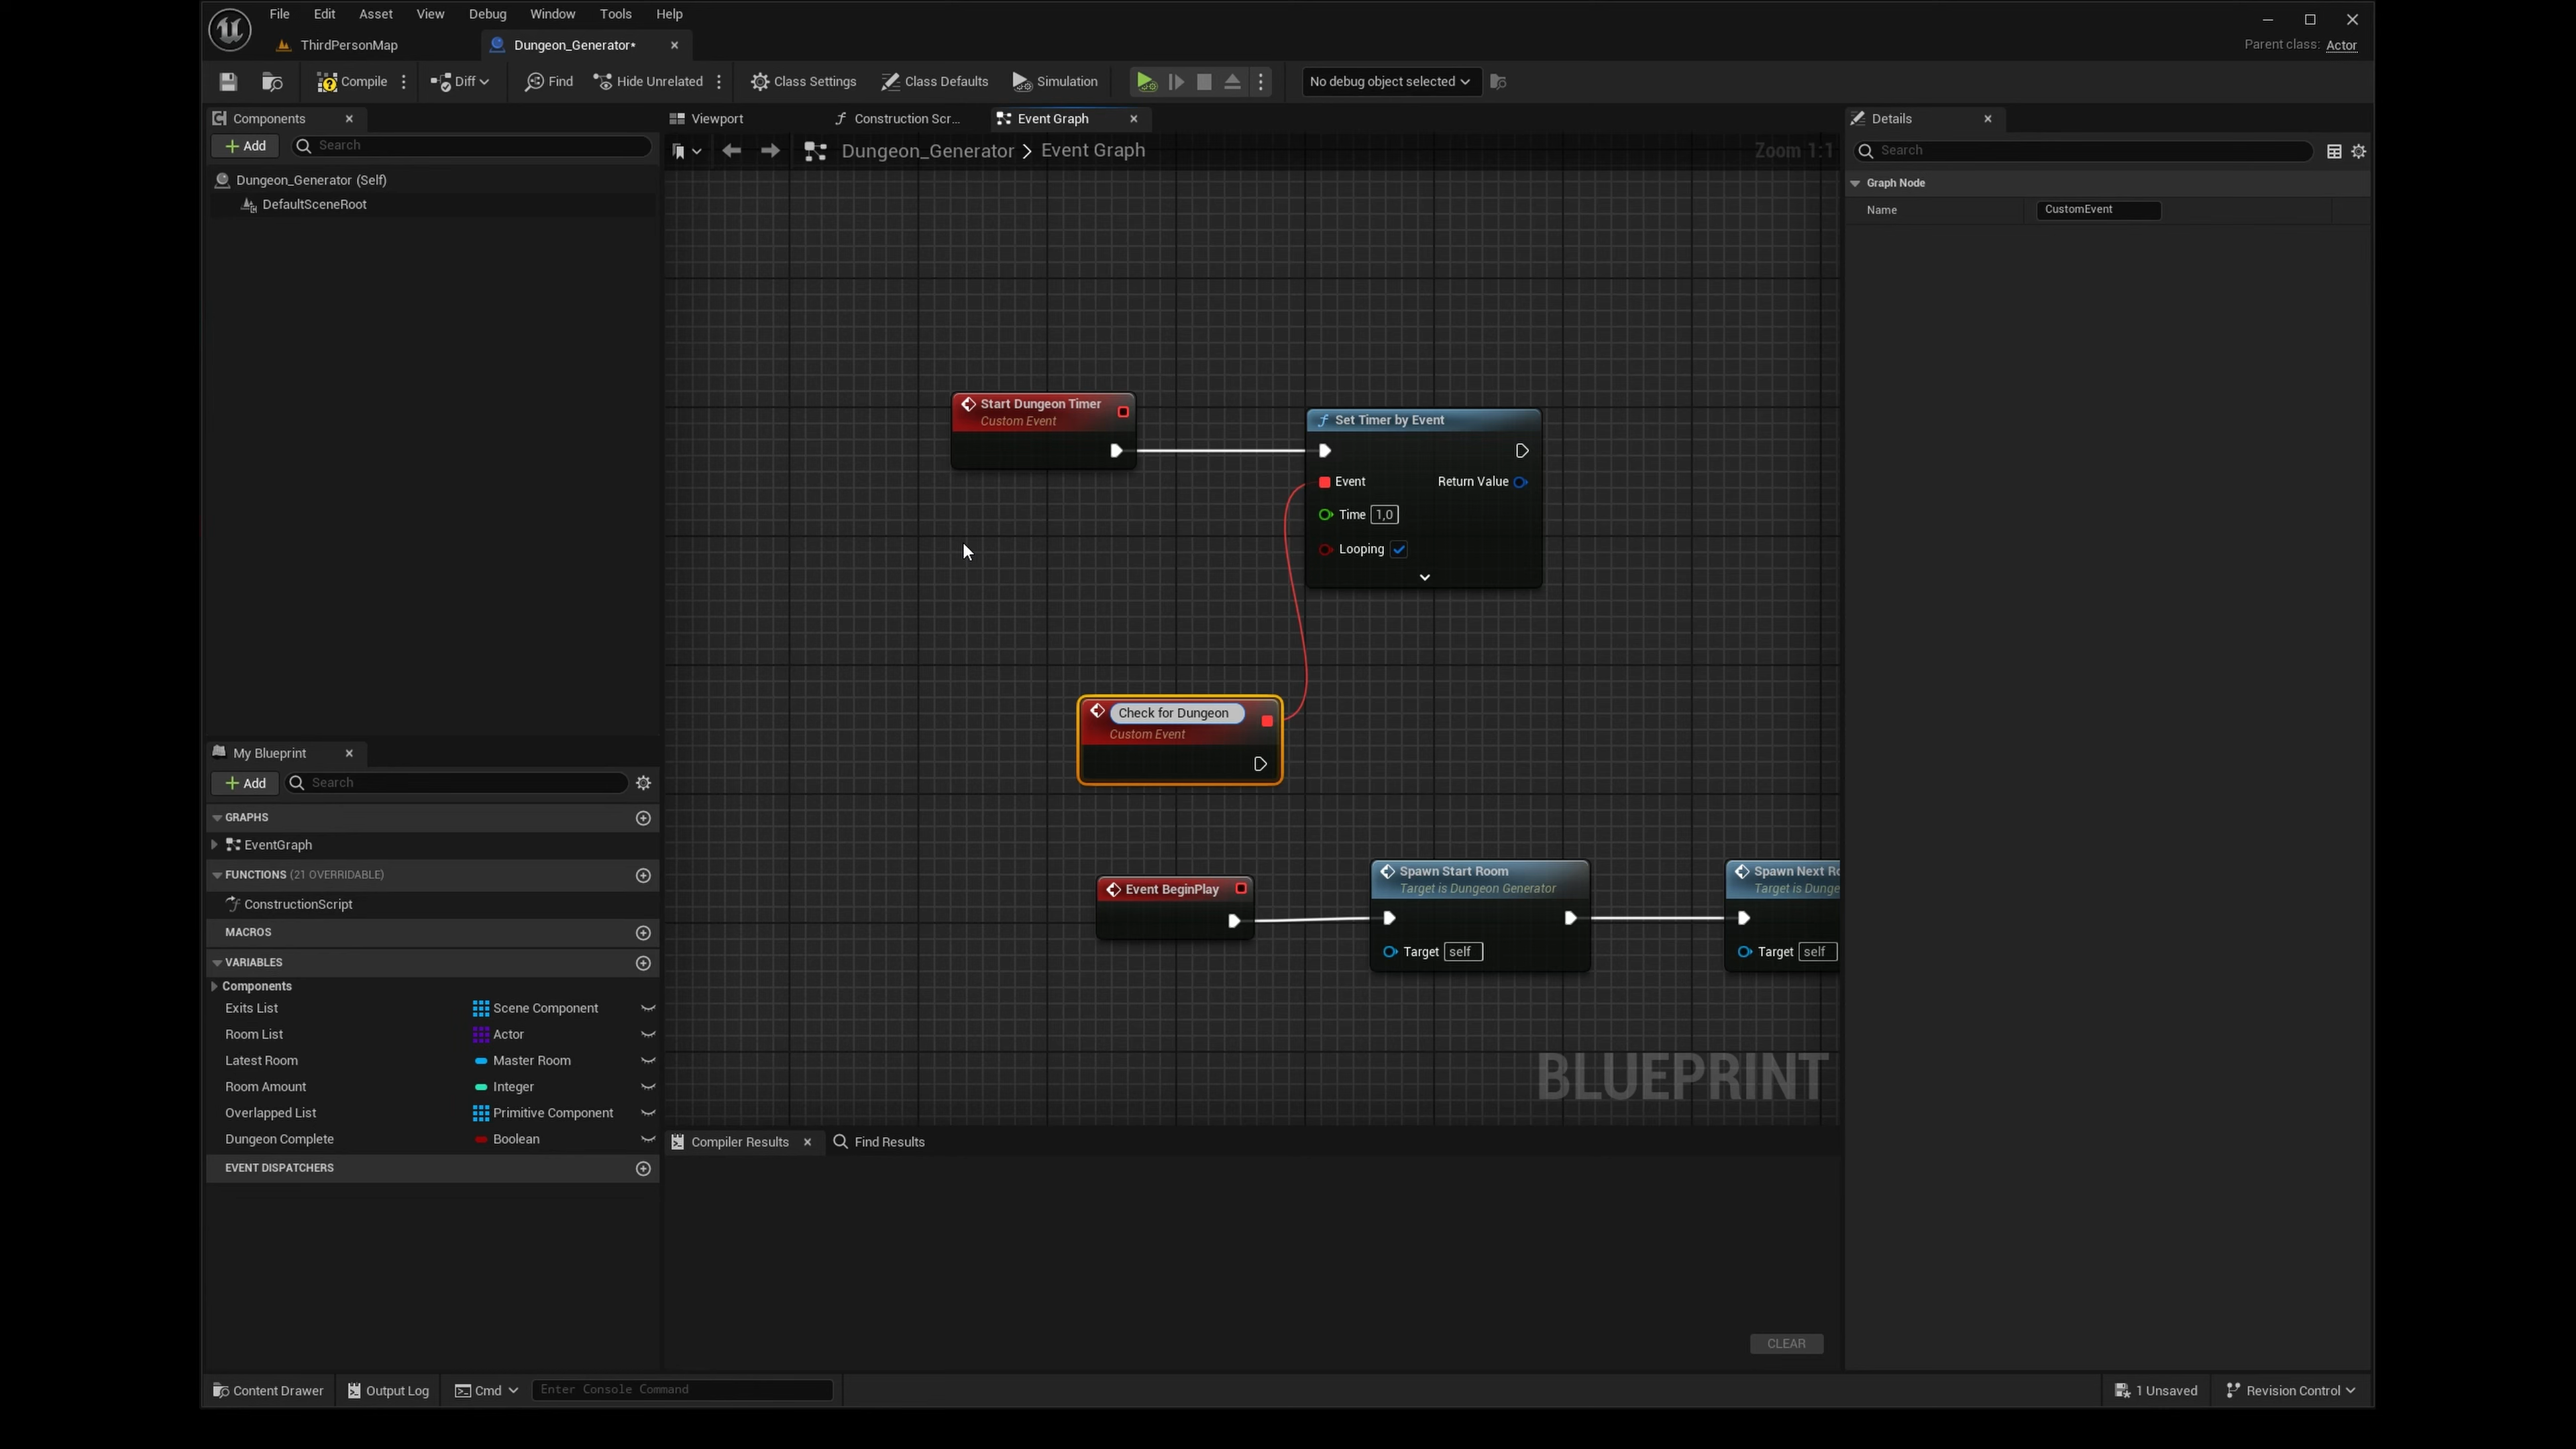 File Edit Asset View Debug Window Tools Help
ThirdPersonMap Dungeon_Generator*
Parent class: Actor
Compile Diff Find Hide Unrelated Class Settings Class Defaults Simulation No debug object selected
Components
Viewport Construction Scr... Event Graph
Details
Add Search
Dungeon_Generator > Event Graph
Zoom 1:1
Search
Dungeon_Generator (Self)
DefaultSceneRoot
Graph Node
Name CustomEvent
Start Dungeon Timer
Custom Event
Set Timer by Event
Event Return Value
Time 1,0
Looping
Check for Dungeon
Custom Event
Event BeginPlay
Spawn Start Room
Target is Dungeon Generator
Target self
Spawn Next Ro
Target is Dunge
Target self
BLUEPRINT
My Blueprint
Add Search
GRAPHS
EventGraph
FUNCTIONS (21 OVERRIDABLE)
ConstructionScript
MACROS
VARIABLES
Components
Exits List Scene Component
Room List Actor
Latest Room Master Room
Room Amount Integer
Overlapped List Primitive Component
Dungeon Complete Boolean
EVENT DISPATCHERS
Compiler Results Find Results
CLEAR
Content Drawer Output Log Cmd Enter Console Command
1 Unsaved Revision Control